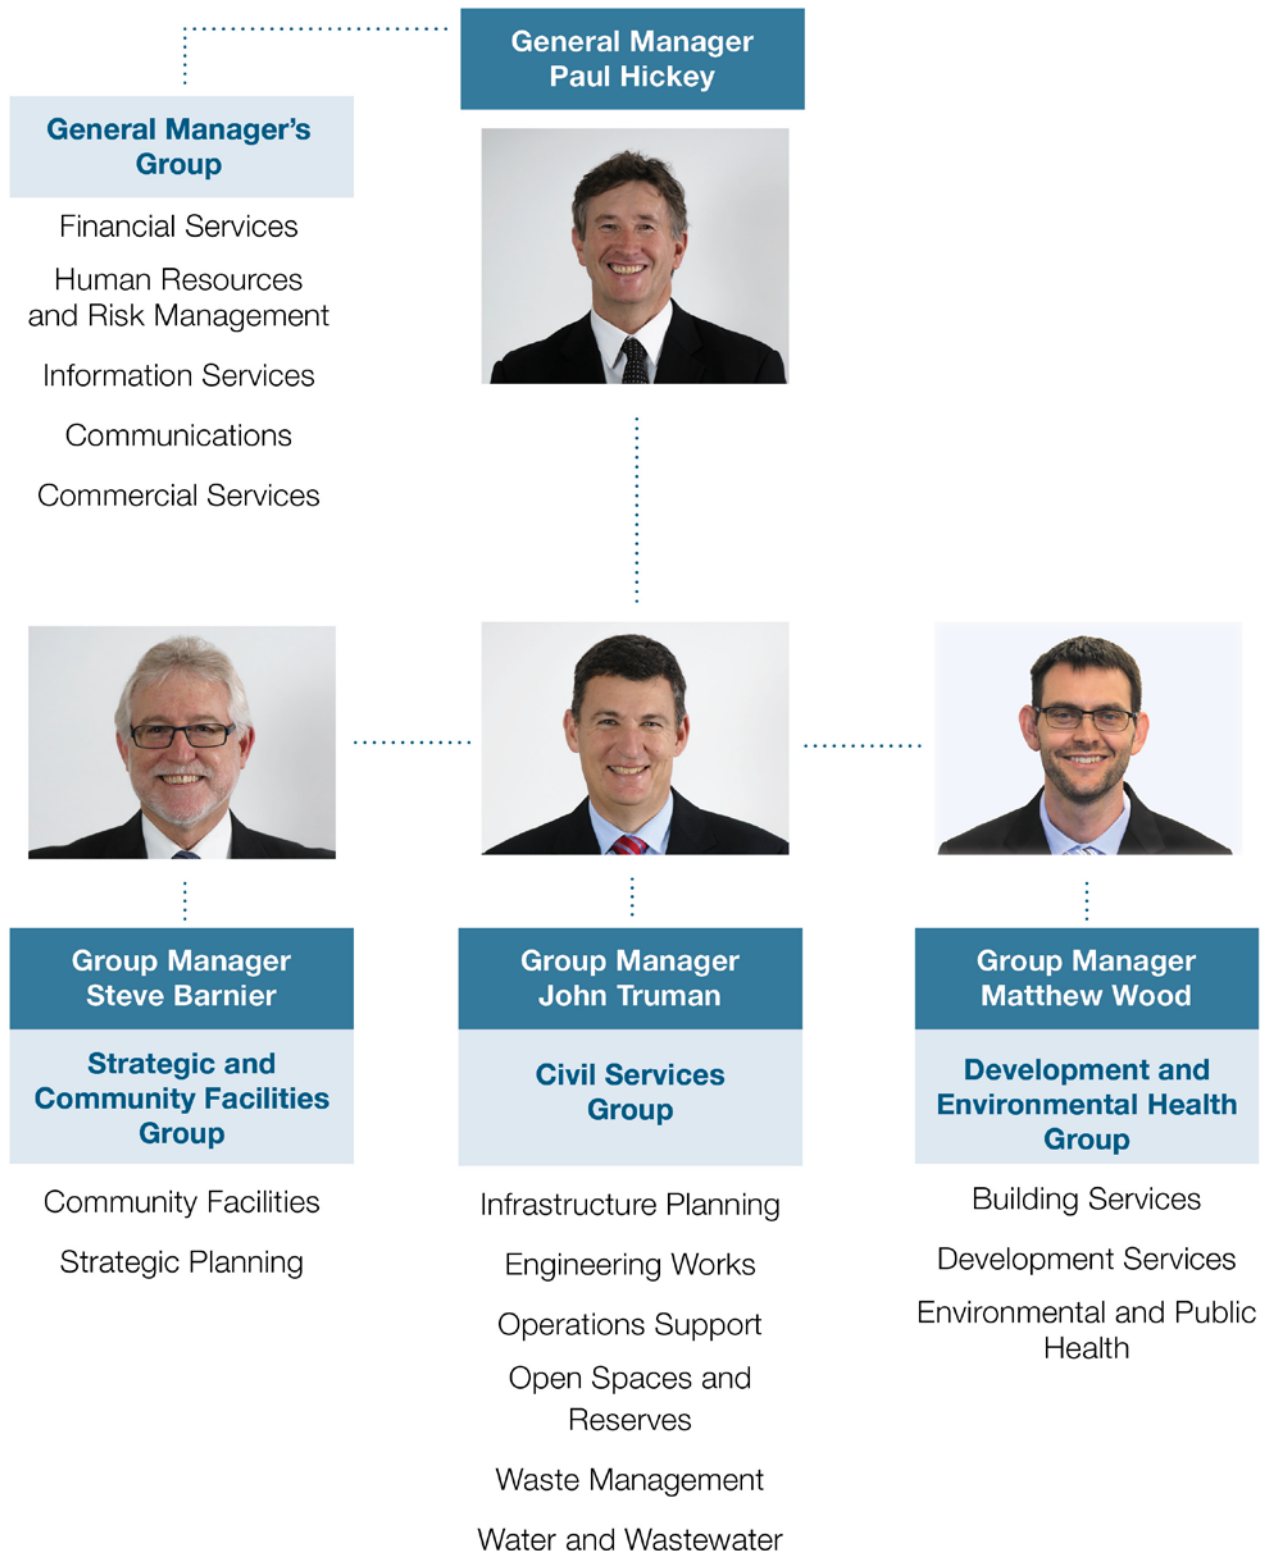 General Manager
Paul Hickey
General Manager’s
Group
Financial Services
Human Resources
and Risk Management
Information Services
Communications
Commercial Services
Group Manager
Steve Barnier
Strategic and
Community Facilities
Group
Community Facilities
Strategic Planning
Group Manager
John Truman
Civil Services
Group
Infrastructure Planning
Engineering Works
Operations Support
Open Spaces and
Reserves
Waste Management
Water and Wastewater
Group Manager
Matthew Wood
Development and
Environmental Health
Group
Building Services
Development Services
Environmental and Public
Health